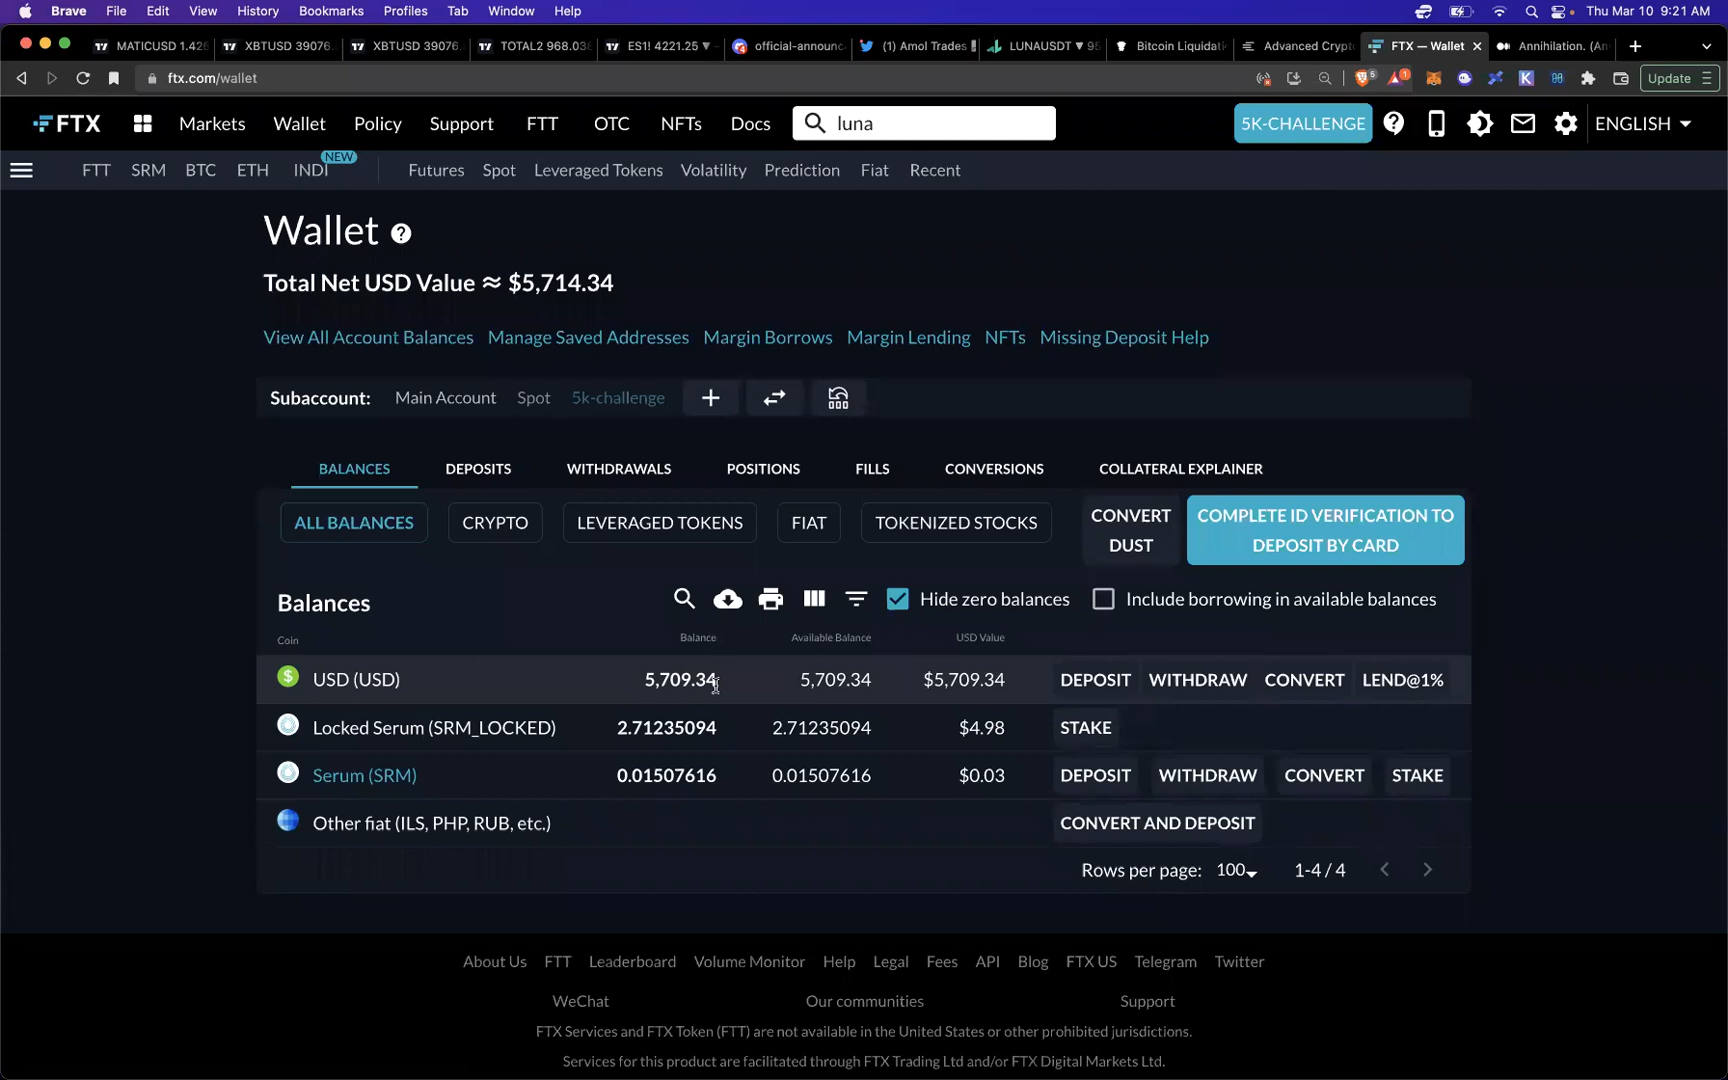 Brave File Edit View History Bookmarks Profiles Tab Window Help Thu Mar 10 9:21 AM
MATICUSD 1.42 XBTUSD 39076. XBTUSD 39076. TOTAL2 968.03 ES1! 4221.25 ▼ official-announc (1) Amol Trades LUNAUSDT ▼ 95 Bitcoin Liquidati Advanced Crypt FTX — Wallet Annihilation. (An
ftx.com/wallet 5 1 Update
FTX Markets Wallet Policy Support FTT OTC NFTs Docs luna 5K-CHALLENGE ENGLISH
FTT SRM BTC ETH INDI NEW Futures Spot Leveraged Tokens Volatility Prediction Fiat Recent
Wallet
Total Net USD Value ≈ $5,714.34
View All Account Balances Manage Saved Addresses Margin Borrows Margin Lending NFTs Missing Deposit Help
Subaccount: Main Account Spot 5k-challenge
BALANCES DEPOSITS WITHDRAWALS POSITIONS FILLS CONVERSIONS COLLATERAL EXPLAINER
ALL BALANCES CRYPTO LEVERAGED TOKENS FIAT TOKENIZED STOCKS CONVERT DUST COMPLETE ID VERIFICATION TO DEPOSIT BY CARD
Balances Hide zero balances Include borrowing in available balances
Coin Balance Available Balance USD Value
USD (USD) 5,709.34 5,709.34 $5,709.34 DEPOSIT WITHDRAW CONVERT LEND@1%
Locked Serum (SRM_LOCKED) 2.71235094 2.71235094 $4.98 STAKE
Serum (SRM) 0.01507616 0.01507616 $0.03 DEPOSIT WITHDRAW CONVERT STAKE
Other fiat (ILS, PHP, RUB, etc.) CONVERT AND DEPOSIT
Rows per page: 100 1-4 / 4
About Us FTT Leaderboard Volume Monitor Help Legal Fees API Blog FTX US Telegram Twitter
WeChat Our communities Support
FTX Services and FTX Token (FTT) are not available in the United States or other prohibited jurisdictions.
Services for this product are facilitated through FTX Trading Ltd and/or FTX Digital Markets Ltd.